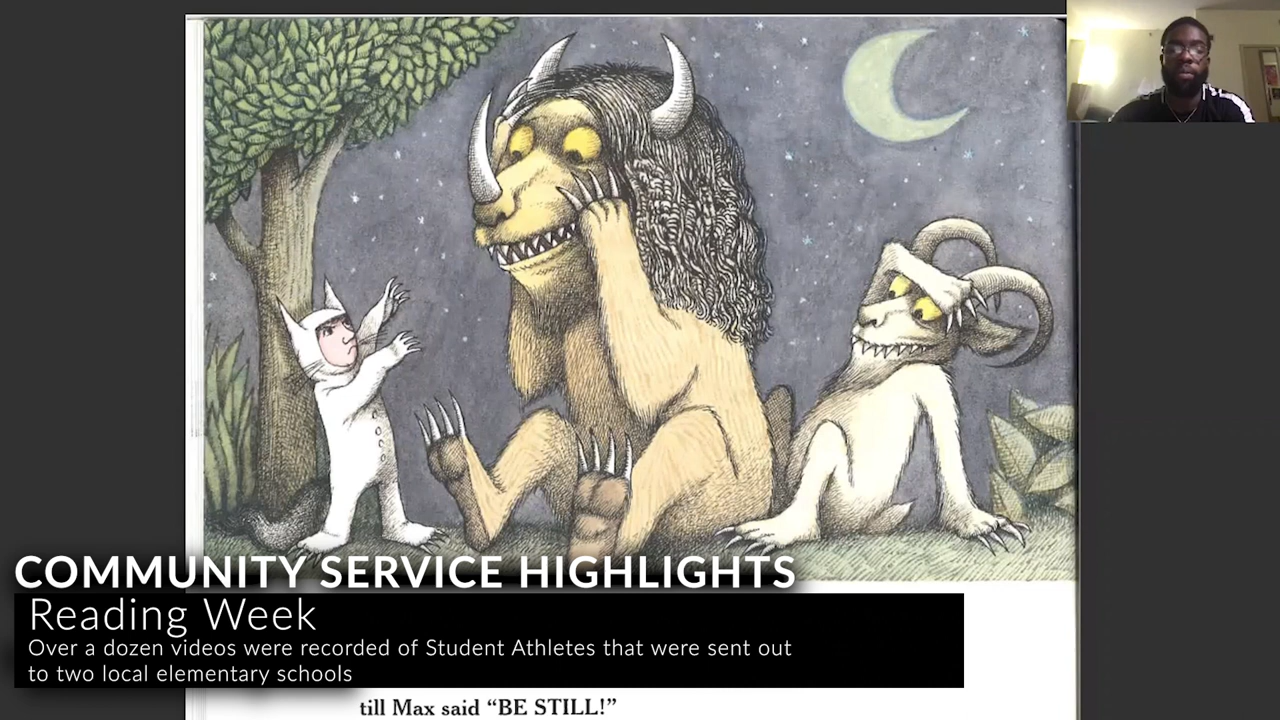 COMMUNITY SERVICE HIGHLIGHTS
Reading Week
Over a dozen videos were recorded of Student Athletes that were sent out
to two local elementary schools
till Max said “BE STILL!”